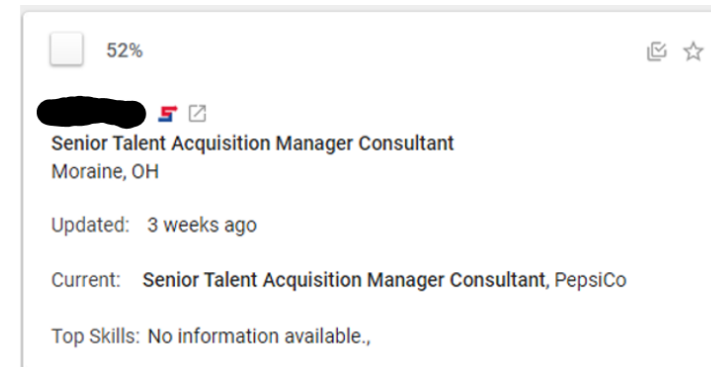 52%
Senior Talent Acquisition Manager Consultant
Moraine, OH
Updated: 3 weeks ago
Current: Senior Talent Acquisition Manager Consultant, PepsiCo
Top Skills: No information available.,